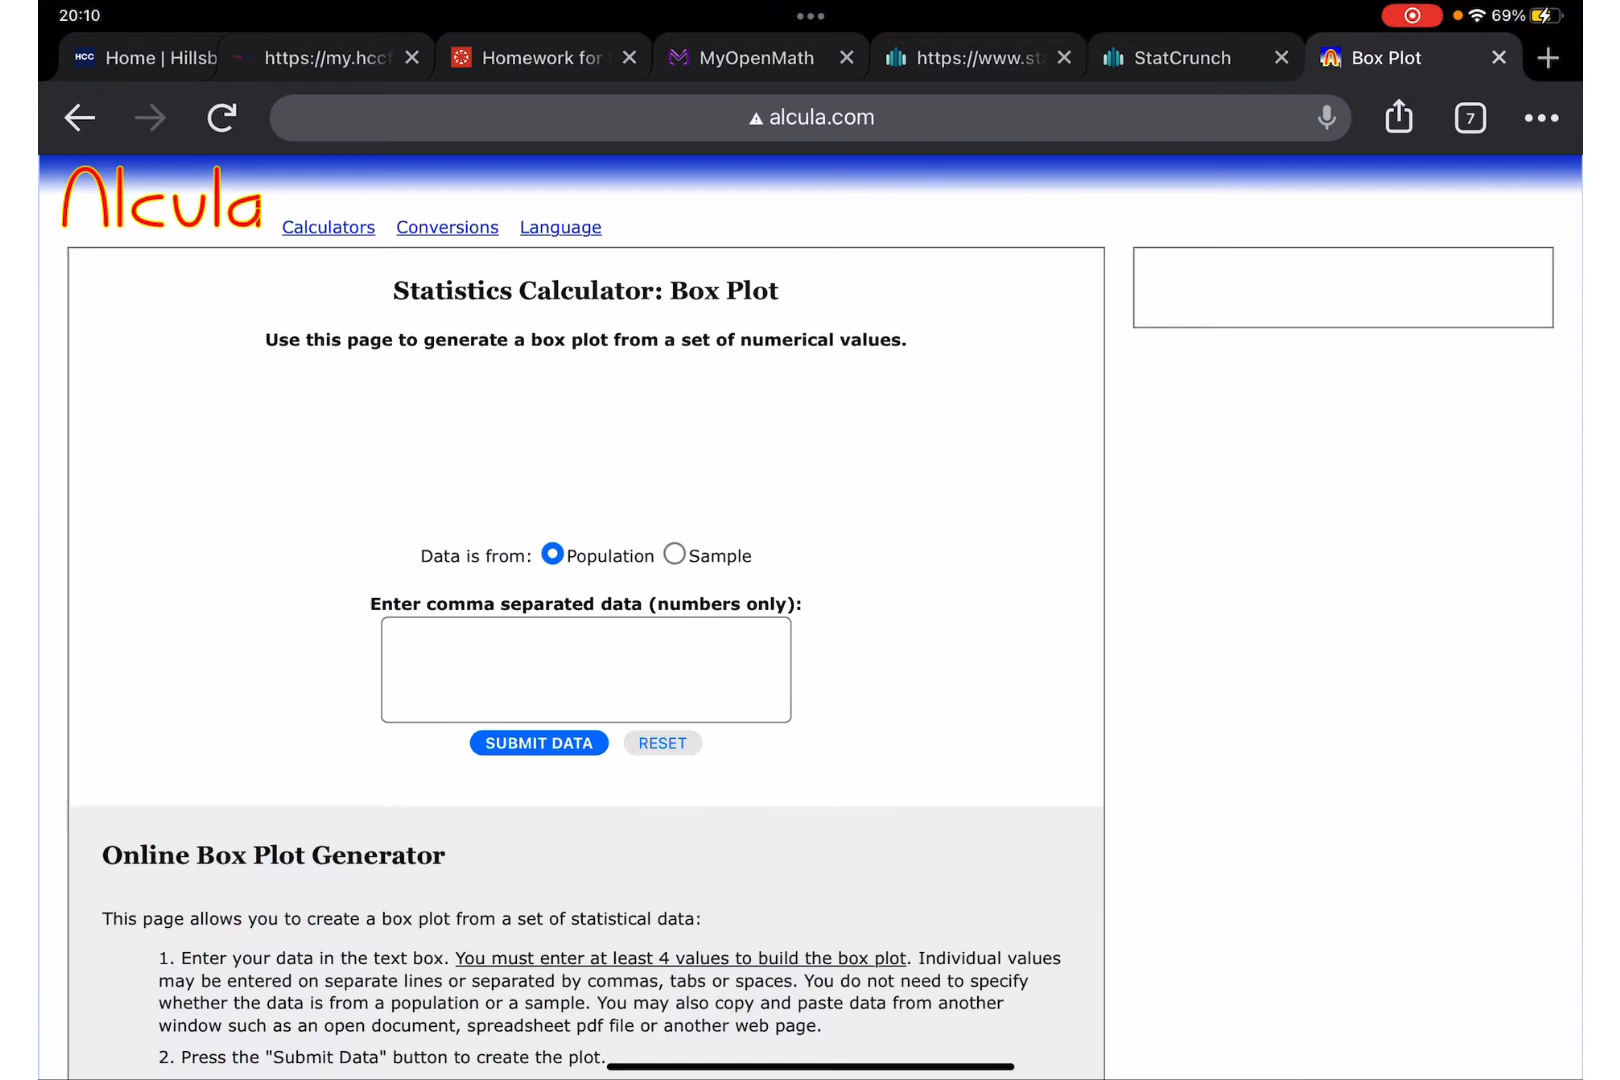 20:10
69%
HCC Home | Hillsb
https://my.hccf
Homework for
MyOpenMath
https://www.sta
StatCrunch
Box Plot
alcula.com
7
Alcula
Calculators Conversions Language
Statistics Calculator: Box Plot
Use this page to generate a box plot from a set of numerical values.
Data is from: Population Sample
Enter comma separated data (numbers only):
SUBMIT DATA RESET
Online Box Plot Generator
This page allows you to create a box plot from a set of statistical data:
1. Enter your data in the text box. You must enter at least 4 values to build the box plot. Individual values
may be entered on separate lines or separated by commas, tabs or spaces. You do not need to specify
whether the data is from a population or a sample. You may also copy and paste data from another
window such as an open document, spreadsheet pdf file or another web page.
2. Press the "Submit Data" button to create the plot.